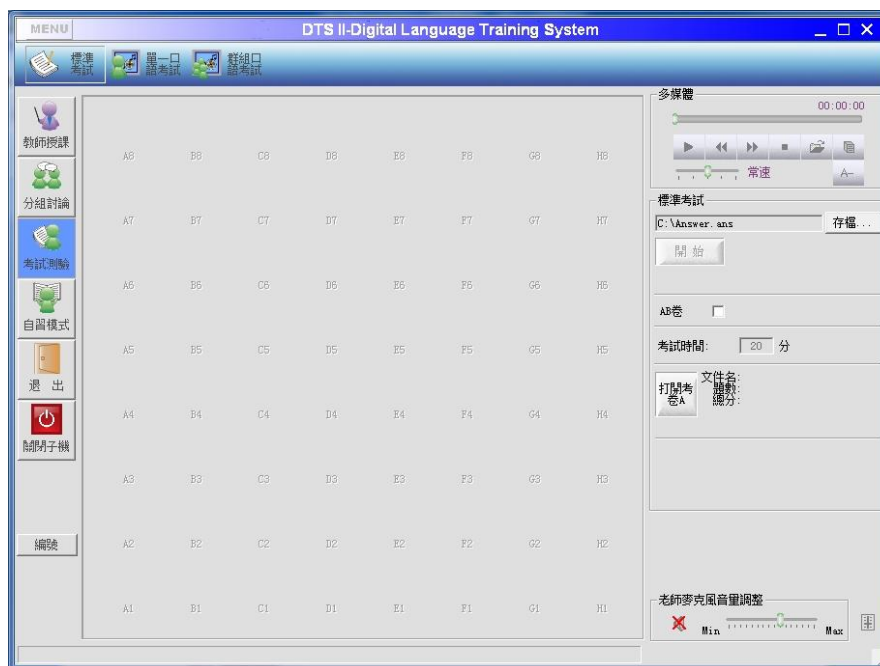 MENU
DTS II-Digital Language Training System
標準
考試
單一口
語考試
群組口
語考試
教師授課
分組討論
考試測驗
自習模式
退 出
關閉子機
編號
A8 B8 C8 D8 E8 F8 G8 H8
A7 B7 C7 D7 E7 F7 G7 H7
A6 B6 C6 D6 E6 F6 G6 H6
A5 B5 C5 D5 E5 F5 G5 H5
A4 B4 C4 D4 E4 F4 G4 H4
A3 B3 C3 D3 E3 F3 G3 H3
A2 B2 C2 D2 E2 F2 G2 H2
A1 B1 C1 D1 E1 F1 G1 H1
多媒體
00:00:00
常速
A-
標準考試
C:\Answer.ans
存檔...
開始
AB卷
考試時間: 20 分
打開考
卷A
文件名:
題數:
總分:
老師麥克風音量調整
Min Max